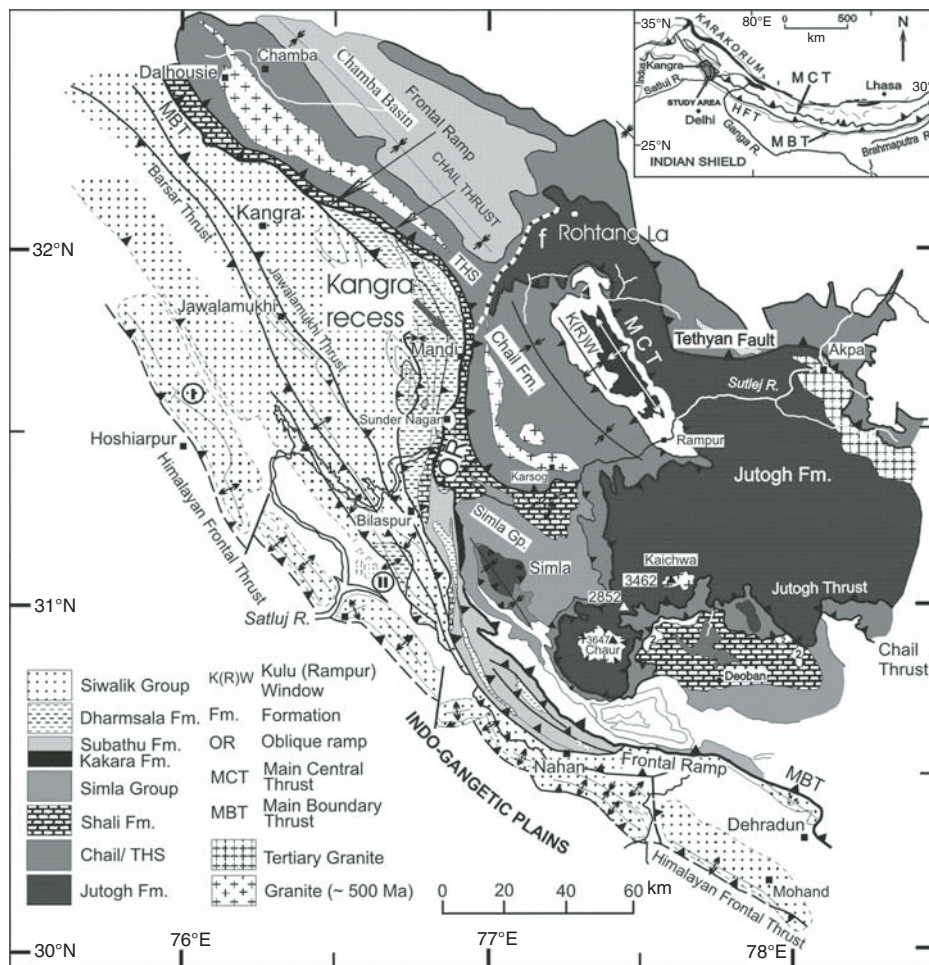 35°N
80°E
0
500
km
N
KARAKORUM
Kangra
Indus
Satlul R.
MCT
Lhasa
30°
STUDY AREA
Delhi
HFT
Ganga R.
MBT
Brahmaputra R
25°
INDIAN SHIELD
Chamba
Dalhousie
Chamba Basin
MBT
Frontal Ramp
CHAIL THRUST
Barsar Thrust
Kangra
32°N
THS
f
Rohtang La
Kangra
recess
Jawalamukhi
Jawalamukhi Thrust
Mandi
Chail Fm.
K(R)W
MCT
Tethyan Fault
Akpa
Sutlej R.
I
Sunder Nagar
Hoshiarpur
OR
Rampur
Karsog
Jutogh Fm.
Himalayan Frontal Thrust
Bilaspur
Simla Gp.
Simla
Kaichwa
3462
II
2852
Jutogh Thrust
31°N
Satluj R.
3647
Chaur
2
2
Deoban
Chail
Thrust
Siwalik Group
Dharmsala Fm.
Subathu Fm.
Kakara Fm.
Simla Group
Shali Fm.
Chail/ THS
Jutogh Fm.
K(R)W Kulu (Rampur)
Window
Fm. Formation
OR Oblique ramp
MCT Main Central
Thrust
MBT Main Boundary
Thrust
Tertiary Granite
Granite (~ 500 Ma)
INDO-GANGETIC PLAINS
Nahan
Frontal Ramp
MBT
Dehradun
Himalayan Frontal Thrust
Mohand
0 20 40 60 km
30°N
76°E
77°E
78°E